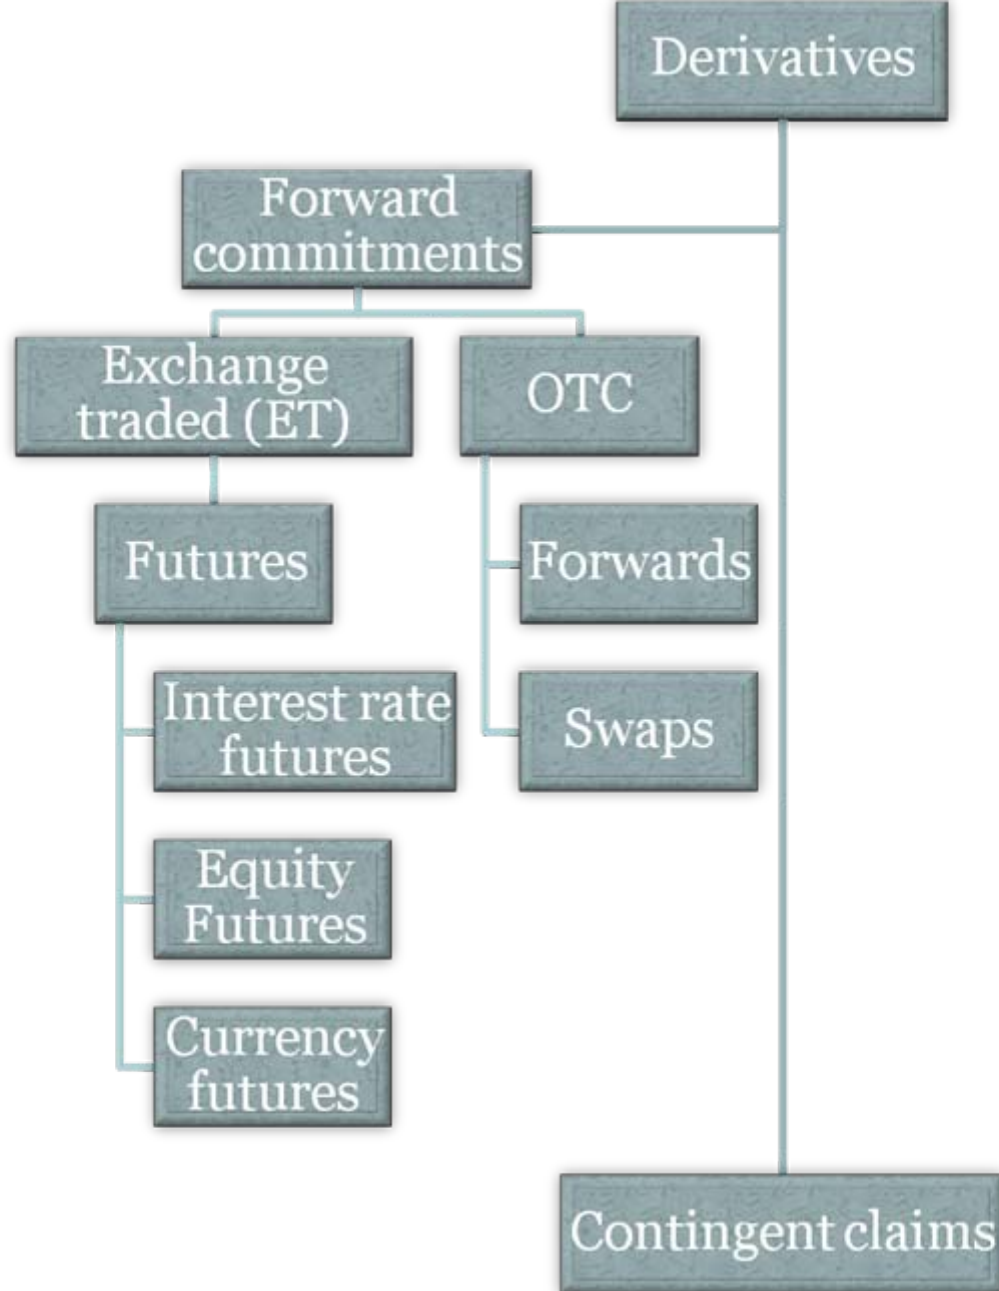 Derivatives
Forward
commitments
Exchange
traded (ET)
OTC
Futures
Forwards
Interest rate
futures
Swaps
Equity
Futures
Currency
futures
Contingent claims